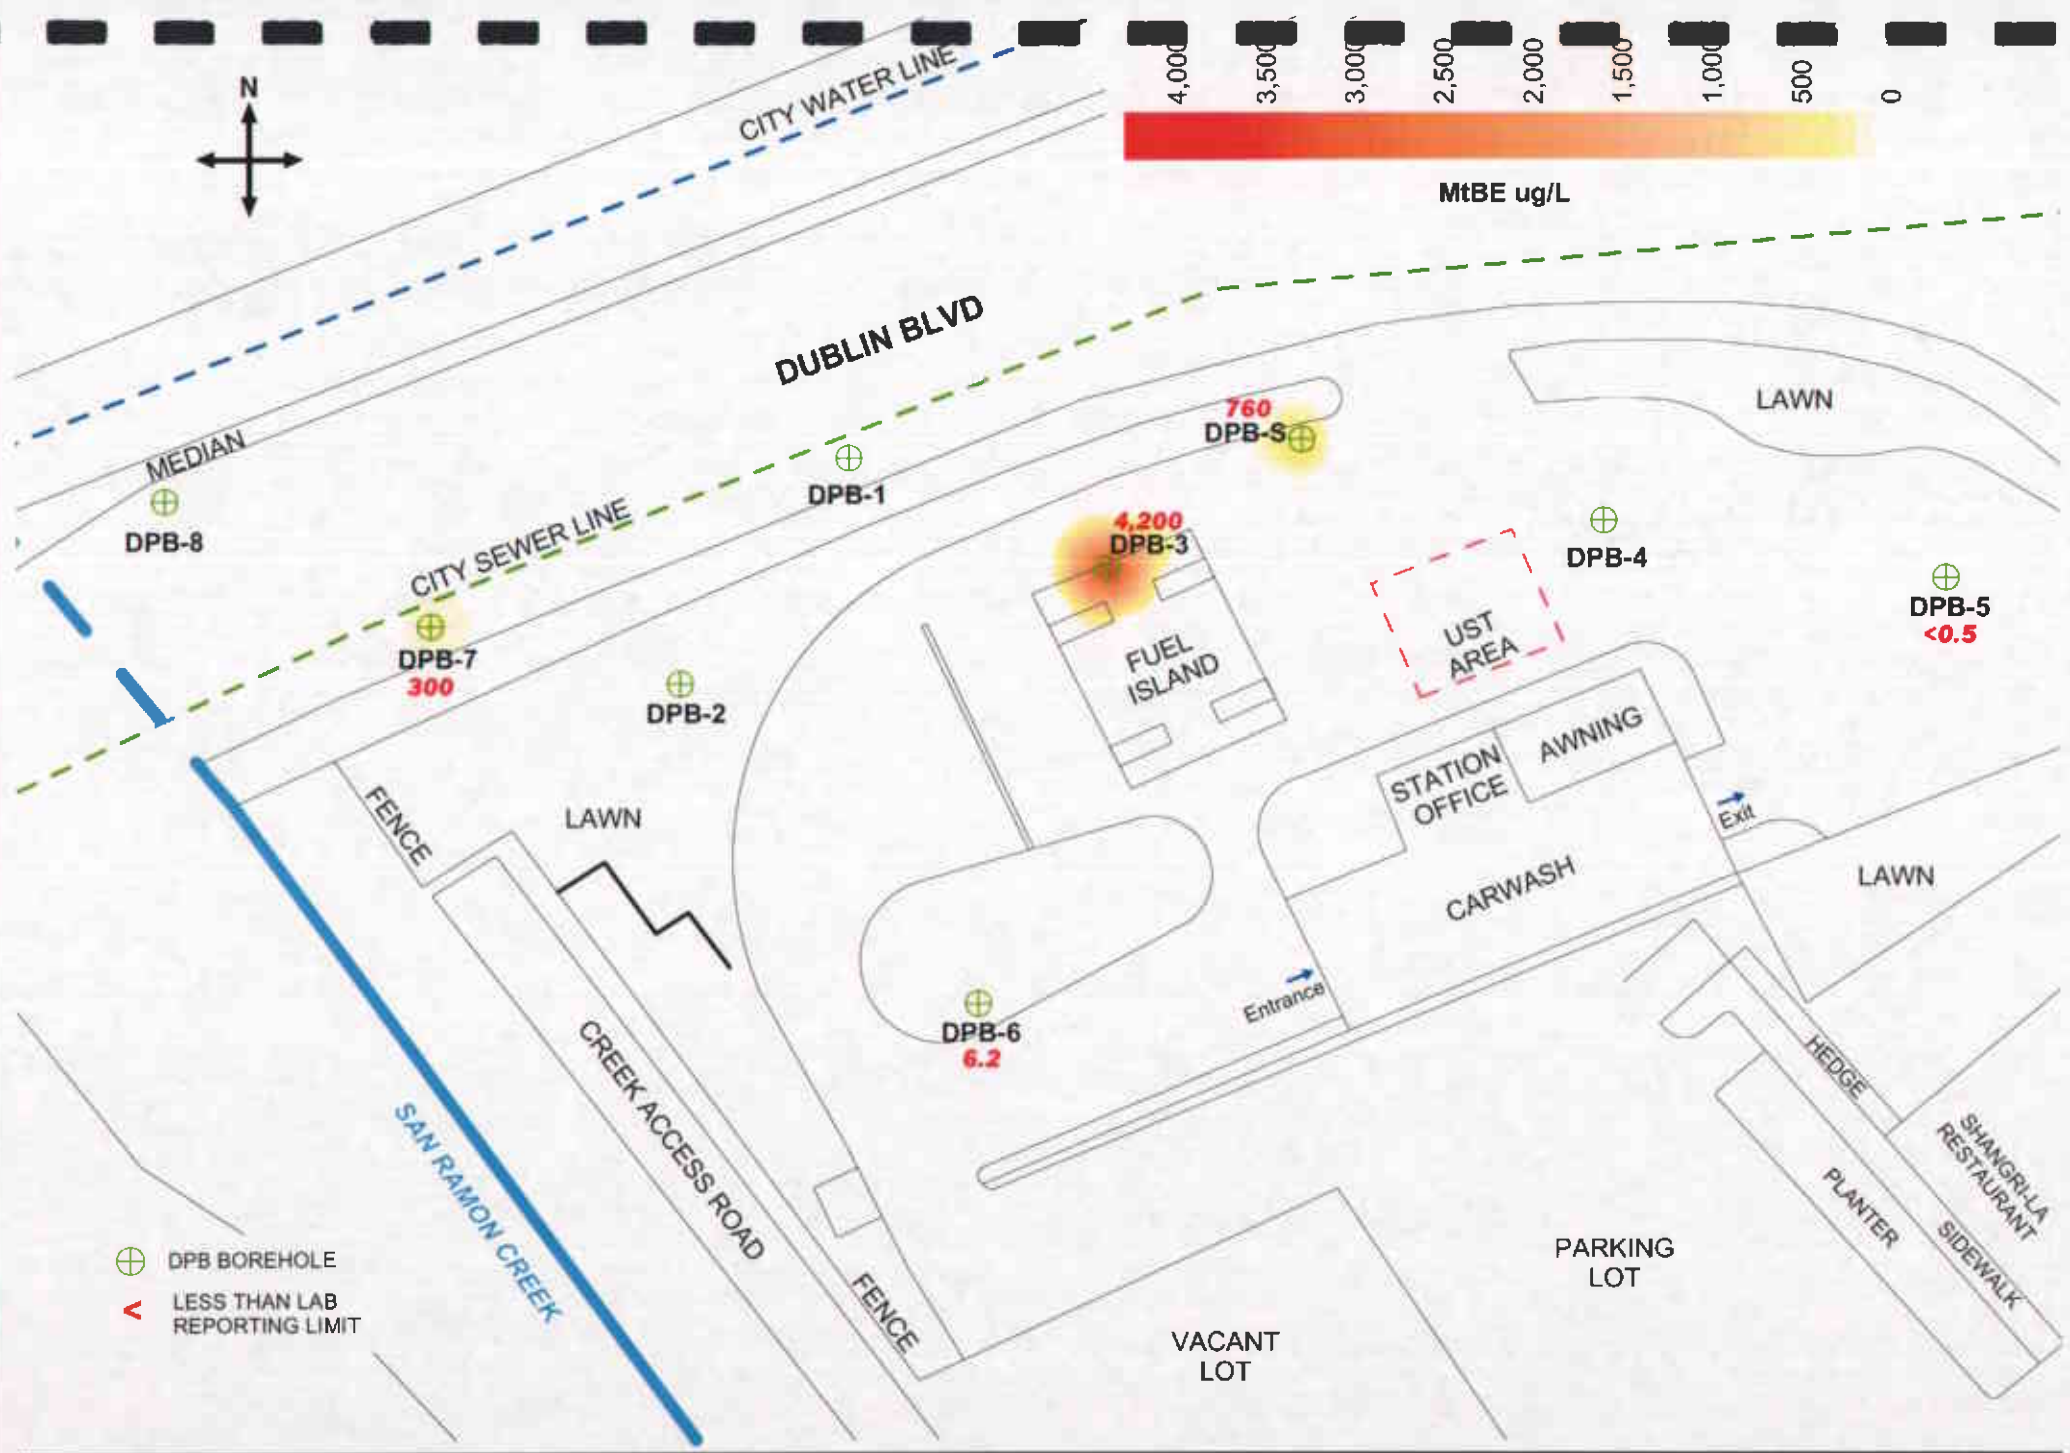 N
CITY WATER LINE
4,000
3,500
3,000
2,500
2,000
1,500
1,000
500
0
MtBE ug/L
DUBLIN BLVD
LAWN
760
DPB-S
MEDIAN
DPB-1
4,200
DPB-3
DPB-8
CITY SEWER LINE
DPB-4
DPB-5
<0.5
DPB-7
300
DPB-2
FUEL
ISLAND
UST
AREA
AWNING
STATION
OFFICE
Exit
FENCE
LAWN
CARWASH
LAWN
Entrance
DPB-6
6.2
CREEK ACCESS ROAD
SAN RAMON CREEK
HEDGE
SHANGRI-LA
RESTAURANT
PLANTER
SIDEWALK
PARKING
LOT
DPB BOREHOLE
<
LESS THAN LAB
REPORTING LIMIT
FENCE
VACANT
LOT